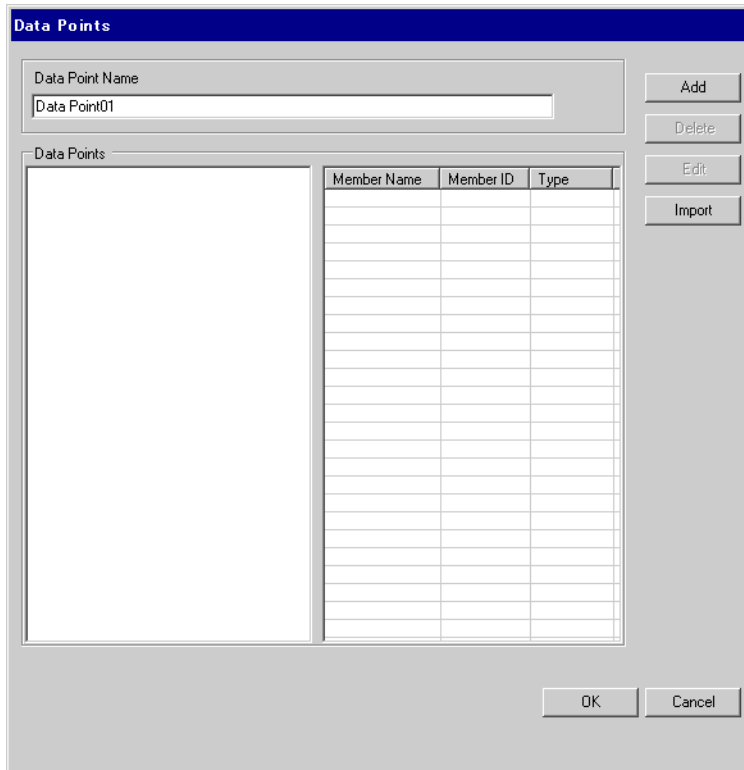 Data Points
Data Point Name
Data Point01
Add
Delete
Data Points
Edit
Member Name Member ID Type
Import
OK Cancel